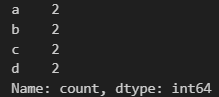 a    2
b    2
c    2
d    2
Name: count, dtype: int64